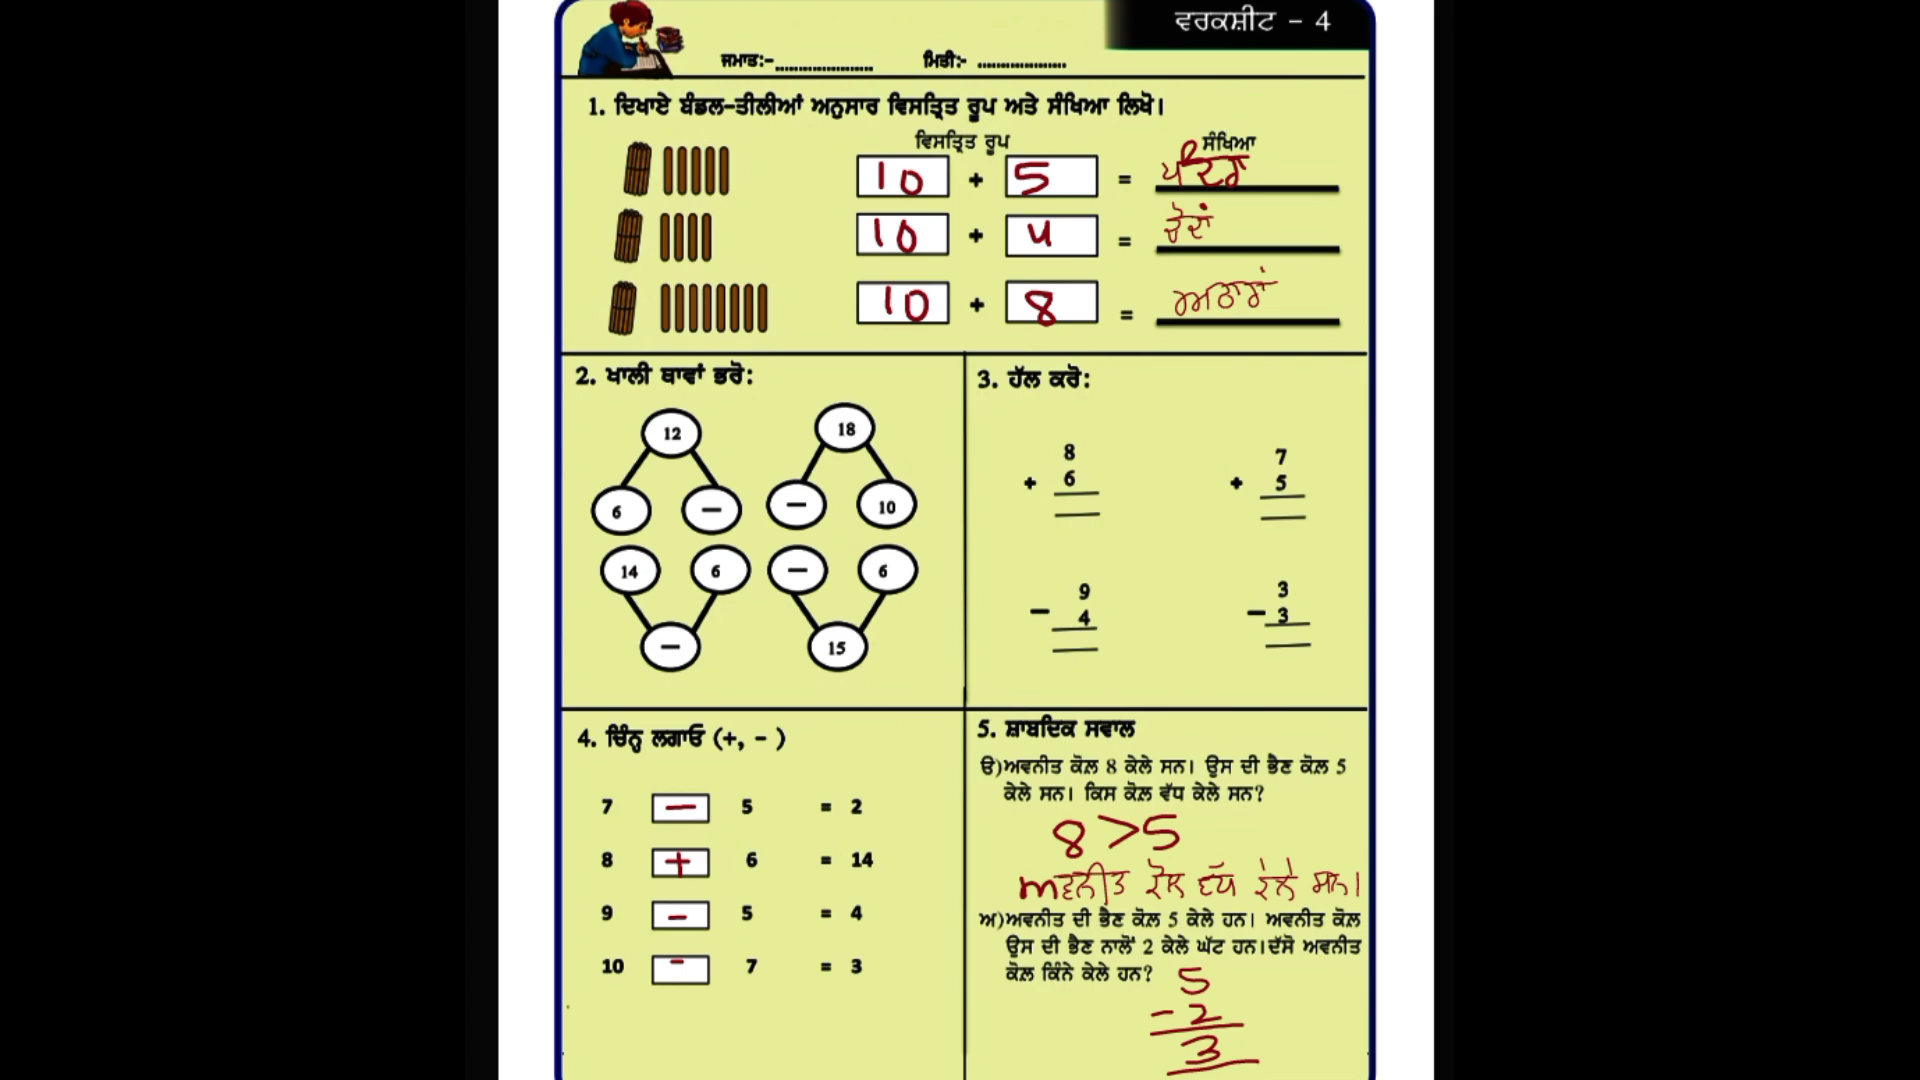 ਵਰਕਸ਼ੀਟ - 4
ਜਮਾਤ:-..................... ਮਿਤੀ:- ...................
1. ਦਿਖਾਏ ਬੰਡਲ-ਤੀਲੀਆਂ ਅਨੁਸਾਰ ਵਿਸਤ੍ਰਿਤ ਰੂਪ ਅਤੇ ਸੰਖਿਆ ਲਿਖੋ।
ਵਿਸਤ੍ਰਿਤ ਰੂਪ ਸੰਖਿਆ
10 + 5 = ਪੰਦਰਾਂ
10 + 4 = ਚੌਦਾਂ
10 + 8 = ਅਠਾਰਾਂ
2. ਖਾਲੀ ਥਾਵਾਂ ਭਰੋ:
12 18
6 – – 10
14 6 – 6
– 15
3. ਹੱਲ ਕਰੋ:
8 7
+ 6 + 5
9 3
– 4 – 3
4. ਚਿੰਨ੍ਹ ਲਗਾਓ (+, - )
7 – 5 = 2
8 + 6 = 14
9 – 5 = 4
10 - 7 = 3
5. ਸ਼ਾਬਦਿਕ ਸਵਾਲ
ੳ)ਅਵਨੀਤ ਕੋਲ਼ 8 ਕੇਲੇ ਸਨ। ਉਸ ਦੀ ਭੈਣ ਕੋਲ਼ 5
ਕੇਲੇ ਸਨ। ਕਿਸ ਕੋਲ਼ ਵੱਧ ਕੇਲੇ ਸਨ?
8 > 5
ਅਵਨੀਤ ਕੋਲ ਵੱਧ ਕੇਲੇ ਸਨ।
ਅ)ਅਵਨੀਤ ਦੀ ਭੈਣ ਕੋਲ਼ 5 ਕੇਲੇ ਹਨ। ਅਵਨੀਤ ਕੋਲ਼
ਉਸ ਦੀ ਭੈਣ ਨਾਲੋਂ 2 ਕੇਲੇ ਘੱਟ ਹਨ।ਦੱਸੋ ਅਵਨੀਤ
ਕੋਲ਼ ਕਿੰਨੇ ਕੇਲੇ ਹਨ?
5
- 2
3